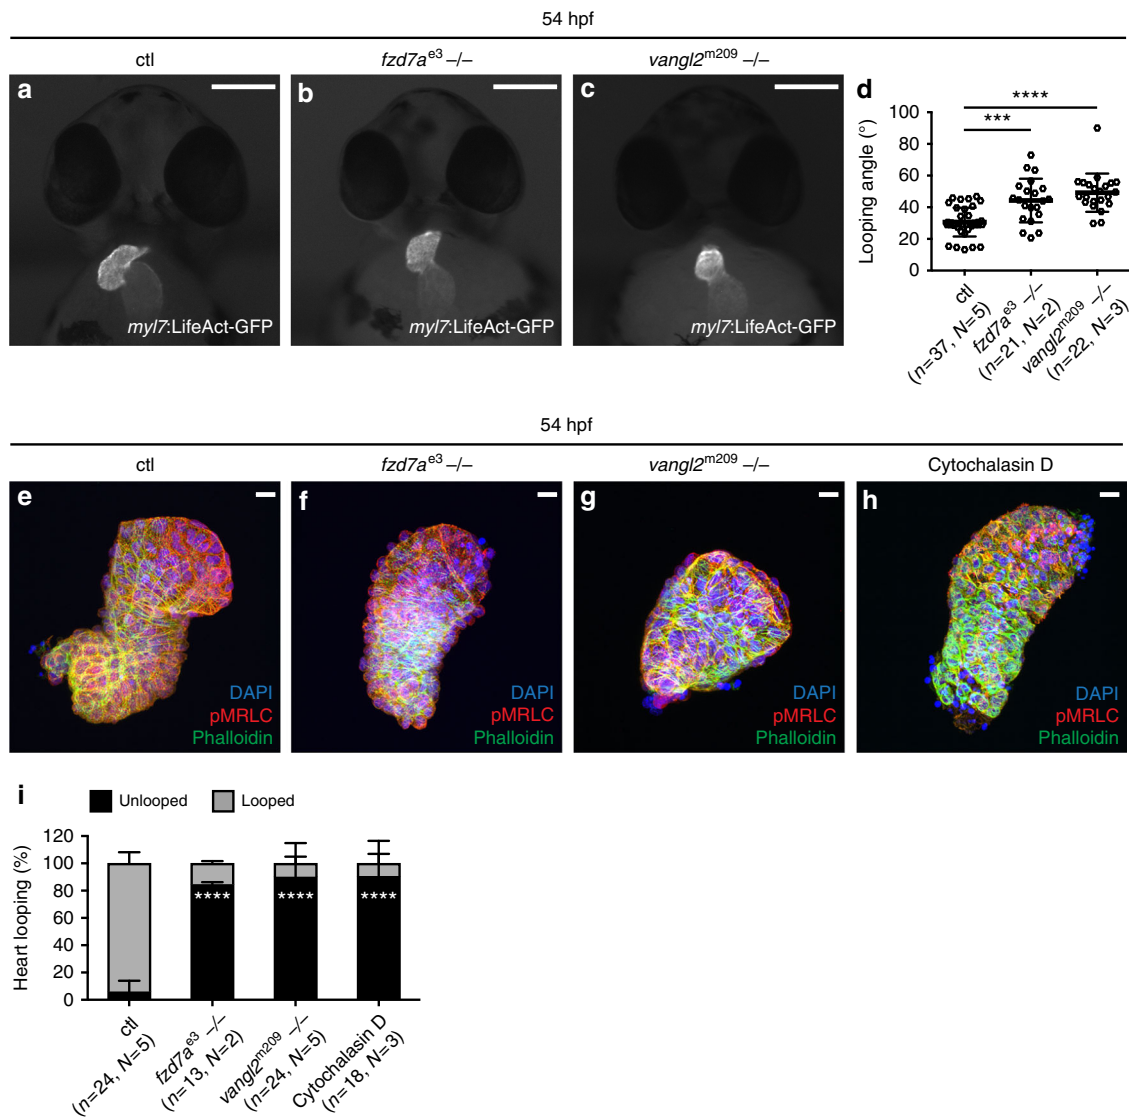 54 hpf
ctl
fzd7a^e3 –/–
vangl2^m209 –/–
a
b
c
d
myl7:LifeAct-GFP
myl7:LifeAct-GFP
myl7:LifeAct-GFP
****
***
Looping angle (°)
100
80
60
40
20
0
ctl
(n=37, N=5)
fzd7a^e3 –/–
(n=21, N=2)
vangl2^m209 –/–
(n=22, N=3)
54 hpf
ctl
fzd7a^e3 –/–
vangl2^m209 –/–
Cytochalasin D
e
DAPI
pMRLC
Phalloidin
f
DAPI
pMRLC
Phalloidin
g
DAPI
pMRLC
Phalloidin
h
DAPI
pMRLC
Phalloidin
i
Unlooped
Looped
Heart looping (%)
120
100
80
60
40
20
0
****
****
****
ctl
(n=24, N=5)
fzd7a^e3 –/–
(n=13, N=2)
vangl2^m209 –/–
(n=24, N=5)
Cytochalasin D
(n=18, N=3)